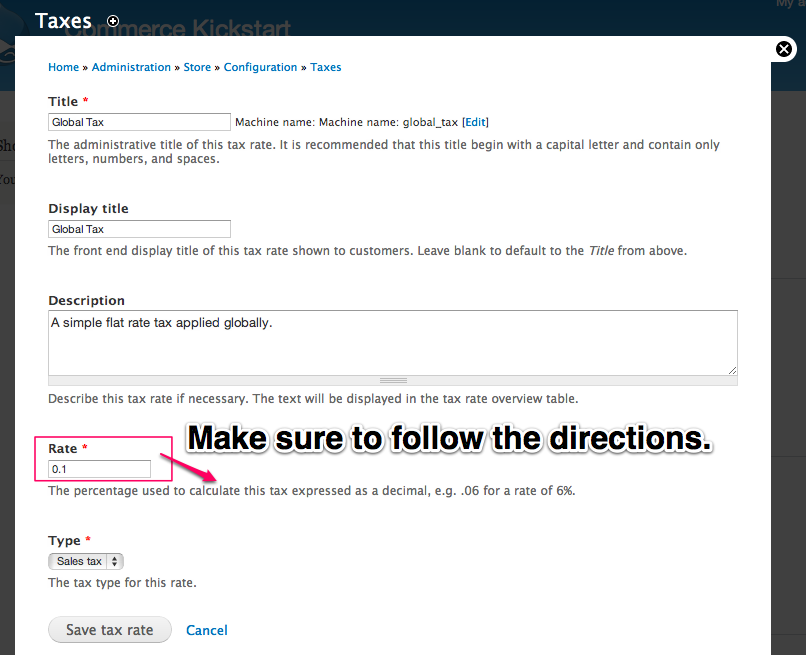 My a
Taxes
Commerce Kickstart
Home » Administration » Store » Configuration » Taxes
Title *
Global Tax Machine name: Machine name: global_tax [Edit]
The administrative title of this tax rate. It is recommended that this title begin with a capital letter and contain only
letters, numbers, and spaces.
Sho
You
Display title
Global Tax
The front end display title of this tax rate shown to customers. Leave blank to default to the Title from above.
Description
A simple flat rate tax applied globally.
Describe this tax rate if necessary. The text will be displayed in the tax rate overview table.
Make sure to follow the directions.
Rate *
0.1
The percentage used to calculate this tax expressed as a decimal, e.g. .06 for a rate of 6%.
Type *
Sales tax
The tax type for this rate.
Save tax rate Cancel